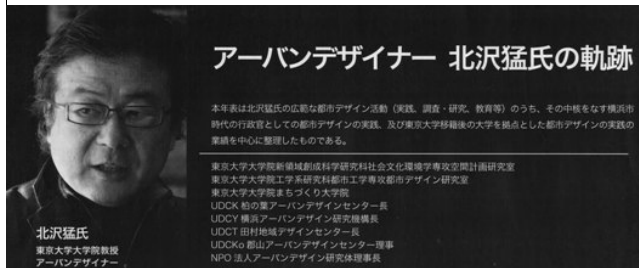 アーバンデザイナー 北沢猛氏の軌跡
本年表は北沢猛氏の広範な都市デザイン活動（実践、調査・研究、教育等）のうち、その中核をなす横浜市
時代の行政官としての都市デザインの実践、及び東京大学移籍後の大学を拠点とした都市デザインの実践の
業績を中心に整理したものである。
東京大学大学院新領域創成科学研究科社会文化環境学専攻空間計画研究室
東京大学大学院工学系研究科都市工学専攻都市デザイン研究室
東京大学大学院まちづくり大学院
UDCK 柏の葉アーバンデザインセンター長
UDCY 横浜アーバンデザイン研究機構長
UDCT 田村地域デザインセンター長
UDCKo 郡山アーバンデザインセンター理事
NPO 法人アーバンデザイン研究体理事長
北沢猛氏
東京大学大学院教授
アーバンデザイナー